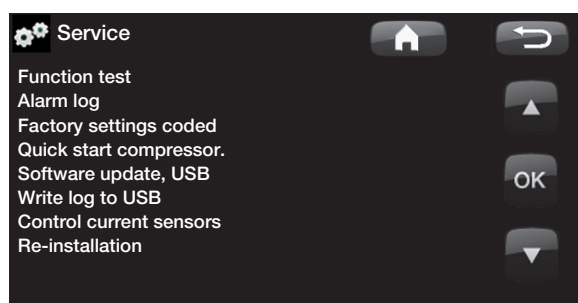 Service
Function test
Alarm log
Factory settings coded
Quick start compressor.
Software update, USB
OK
Write log to USB
Control current sensors
Re-installation